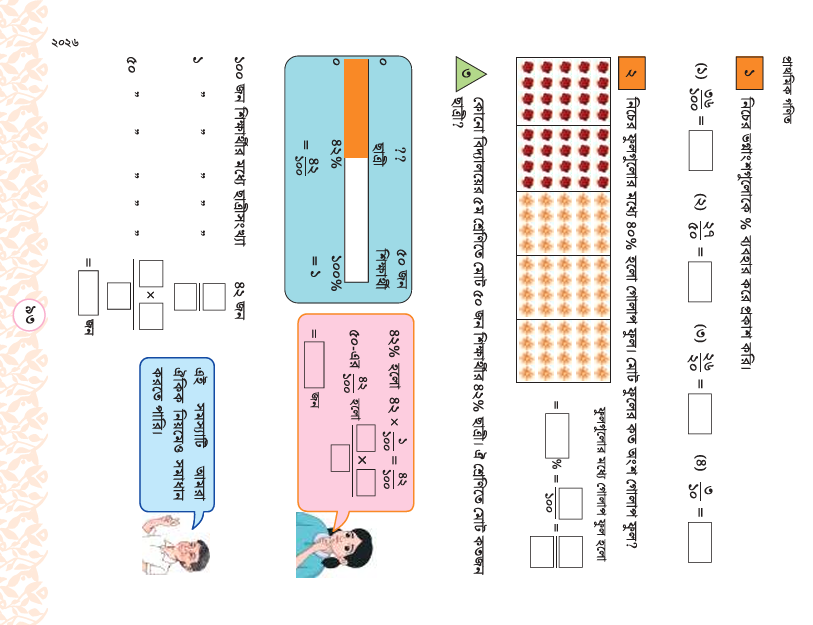 প্রাথমিক গণিত
১ নিচের ভগ্নাংশগুলোকে % ব্যবহার করে প্রকাশ করি।
(১) ৩৬/১০০ = (২) ২৭/৫০ = (৩) ২৬/২০ = (৪) ৩/১০ =
২ নিচের ফুলগুলোর মধ্যে ৪০% হলো গোলাপ ফুল। মোট ফুলের কত অংশ গোলাপ ফুল?
ফুলগুলোর মধ্যে গোলাপ ফুল হলো
= % = /১০০ =
৩ কোনো বিদ্যালয়ের ৫ম শ্রেণিতে মোট ৫০ জন শিক্ষার্থীর ৪২% ছাত্রী। ঐ শ্রেণিতে মোট কতজন
ছাত্রী?
০ ?? ৫০ জন
ছাত্রী শিক্ষার্থী
০ ৪২% ১০০%
= ৪২/১০০ = ১
৪২% হলো ৪২ × ১/১০০ = ৪২/১০০
৫০-এর ৪২/১০০ হলো ×
= জন
১০০ জন শিক্ষার্থীর মধ্যে ছাত্রীসংখ্যা ৪২ জন
১ " " " " "
৫০ " " " " " ×
= জন
এই সমস্যাটি আমরা
ঐকিক নিয়মেও সমাধান
করতে পারি।
২০২৬
৯৩